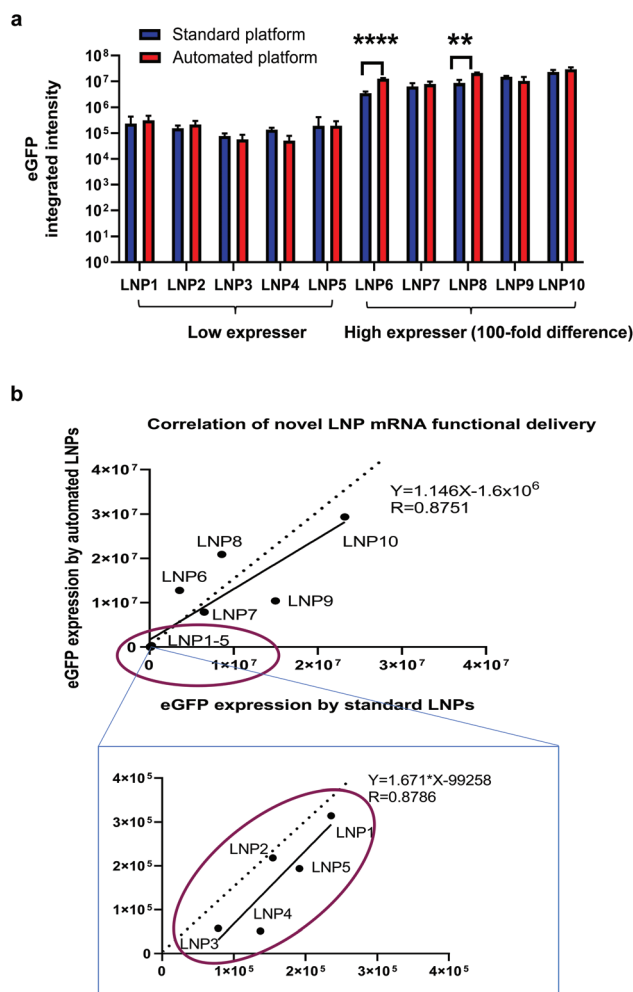 a
Standard platform
Automated platform
**** **
eGFP
integrated intensity
10⁸
10⁷
10⁶
10⁵
10⁴
10³
10²
10¹
10⁰
LNP1 LNP2 LNP3 LNP4 LNP5 LNP6 LNP7 LNP8 LNP9 LNP10
Low expresser High expresser (100-fold difference)
b
Correlation of novel LNP mRNA functional delivery
eGFP expression by automated LNPs
4×10⁷
3×10⁷
2×10⁷
1×10⁷
0
Y=1.146X-1.6x10⁶
R=0.8751
LNP8
LNP10
LNP6
LNP7
LNP9
LNP1-5
0 1×10⁷ 2×10⁷ 3×10⁷ 4×10⁷
eGFP expression by standard LNPs
4×10⁵
3×10⁵
2×10⁵
1×10⁵
0
Y=1.671*X-99258
R=0.8786
LNP1
LNP2
LNP5
LNP4
LNP3
0 1×10⁵ 2×10⁵ 3×10⁵ 4×10⁵